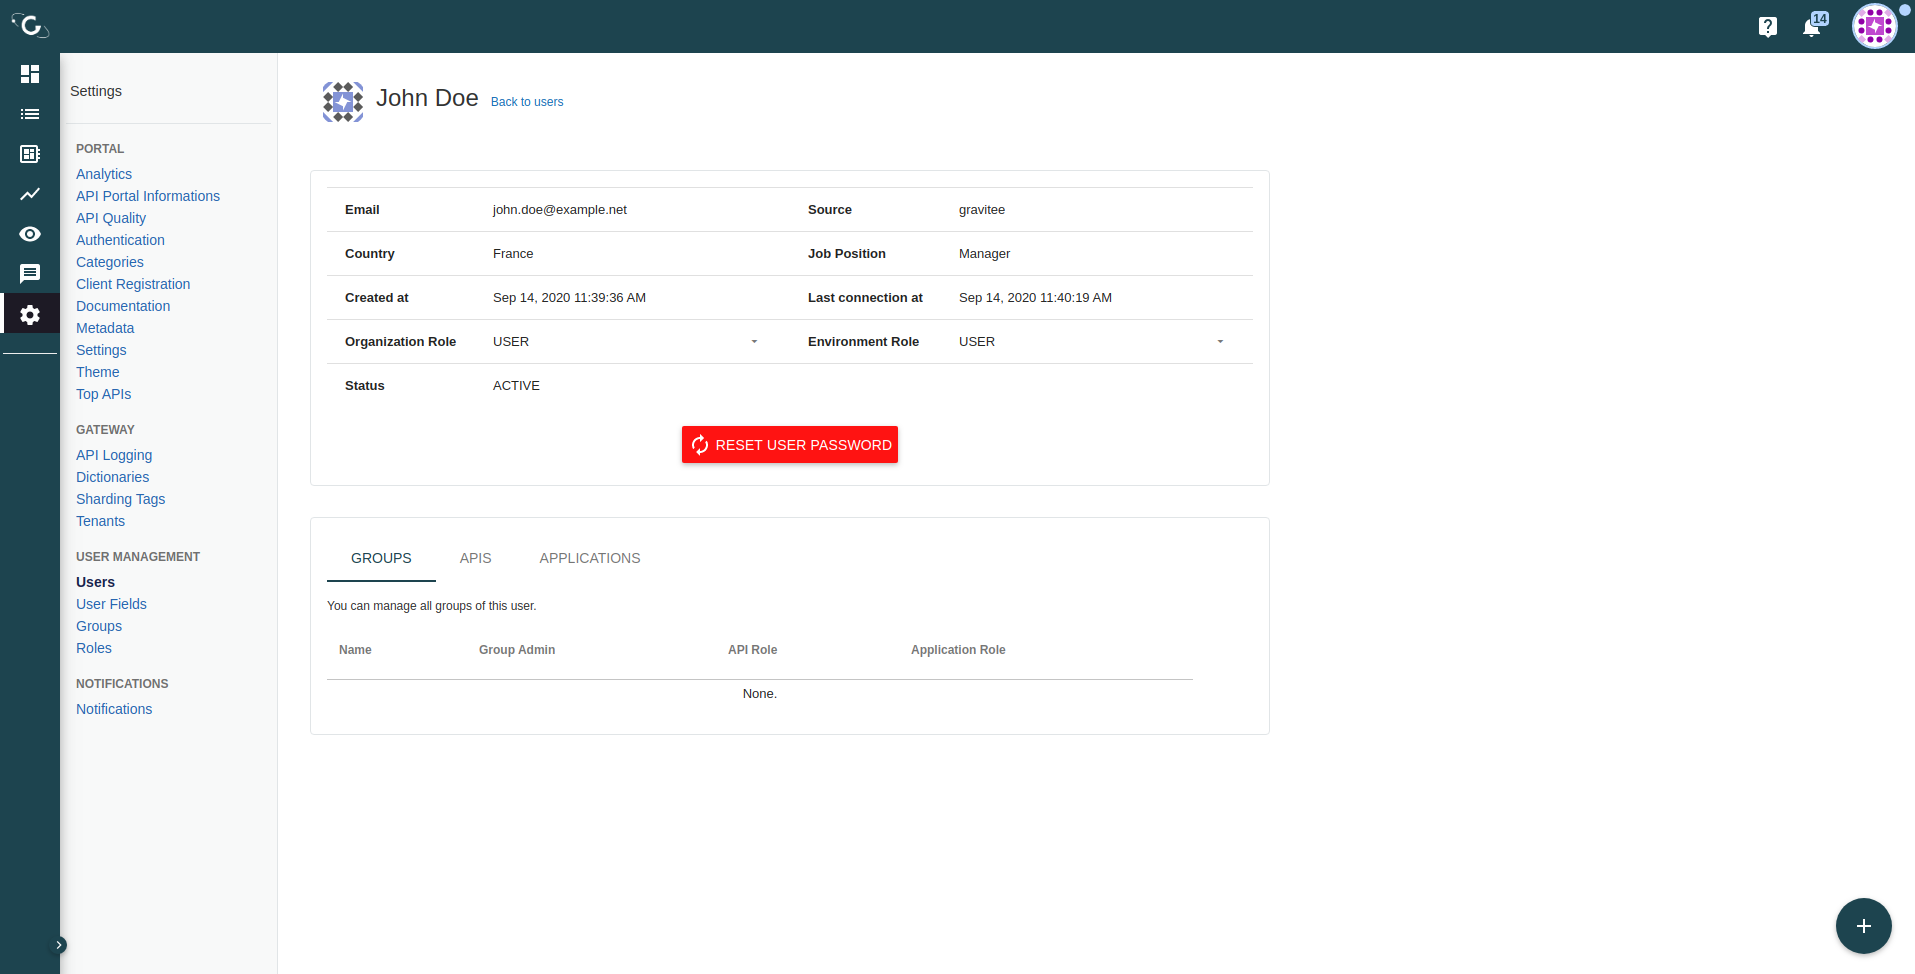 14
Settings
John Doe Back to users
PORTAL
Analytics
API Portal Informations
API Quality
Authentication
Categories
Client Registration
Documentation
Metadata
Settings
Theme
Top APIs
GATEWAY
API Logging
Dictionaries
Sharding Tags
Tenants
USER MANAGEMENT
Users
User Fields
Groups
Roles
NOTIFICATIONS
Notifications
Email john.doe@example.net Source gravitee
Country France Job Position Manager
Created at Sep 14, 2020 11:39:36 AM Last connection at Sep 14, 2020 11:40:19 AM
Organization Role USER Environment Role USER
Status ACTIVE
RESET USER PASSWORD
GROUPS APIS APPLICATIONS
You can manage all groups of this user.
Name Group Admin API Role Application Role
None.